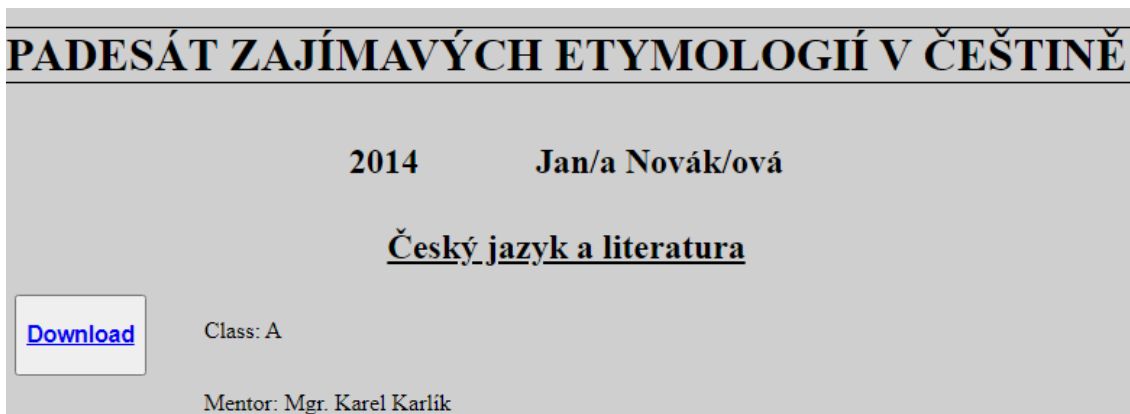 PADESÁT ZAJÍMAVÝCH ETYMOLOGIÍ V ČEŠTINĚ
2014 Jan/a Novák/ová
Český jazyk a literatura
Download
Class: A
Mentor: Mgr. Karel Karlík